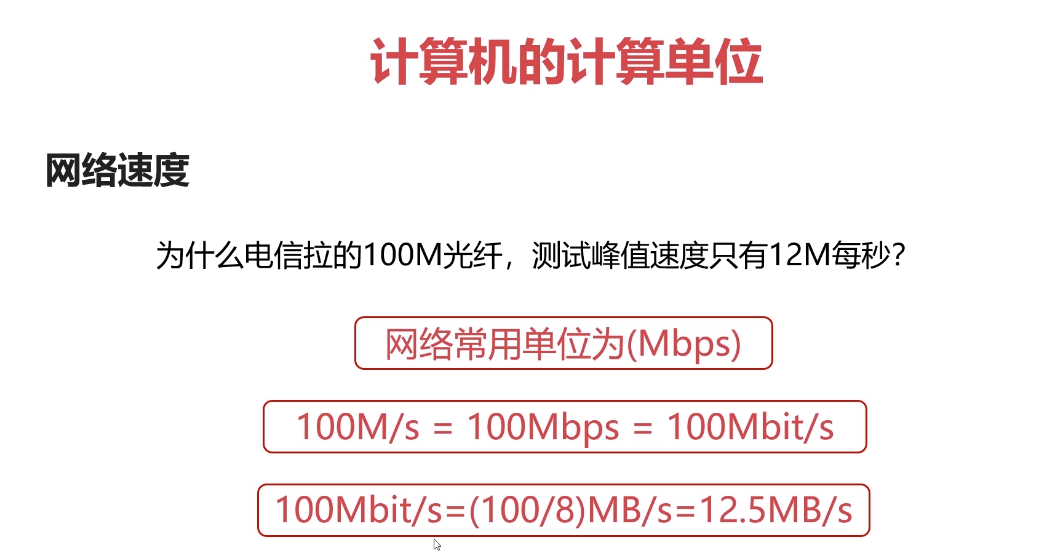 计算机的计算单位
网络速度
为什么电信拉的100M光纤，测试峰值速度只有12M每秒？
网络常用单位为(Mbps)
100M/s = 100Mbps = 100Mbit/s
100Mbit/s=(100/8)MB/s=12.5MB/s